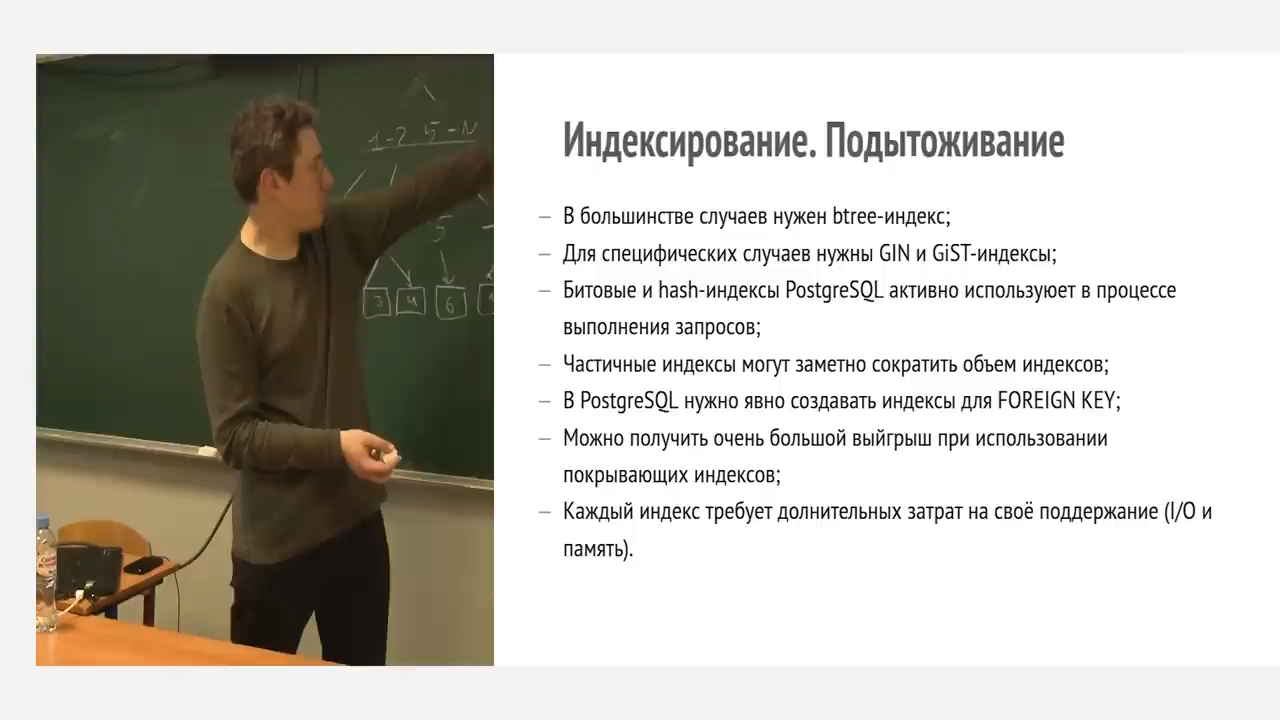 1-2 5-N
5
3 4 6
Индексирование. Подытоживание
– В большинстве случаев нужен btree-индекс;
– Для специфических случаев нужны GIN и GiST-индексы;
– Битовые и hash-индексы PostgreSQL активно используюет в процессе
выполнения запросов;
– Частичные индексы могут заметно сократить объем индексов;
– В PostgreSQL нужно явно создавать индексы для FOREIGN KEY;
– Можно получить очень большой выйгрыш при использовании
покрывающих индексов;
– Каждый индекс требует долнительных затрат на своё поддержание (I/O и
память).